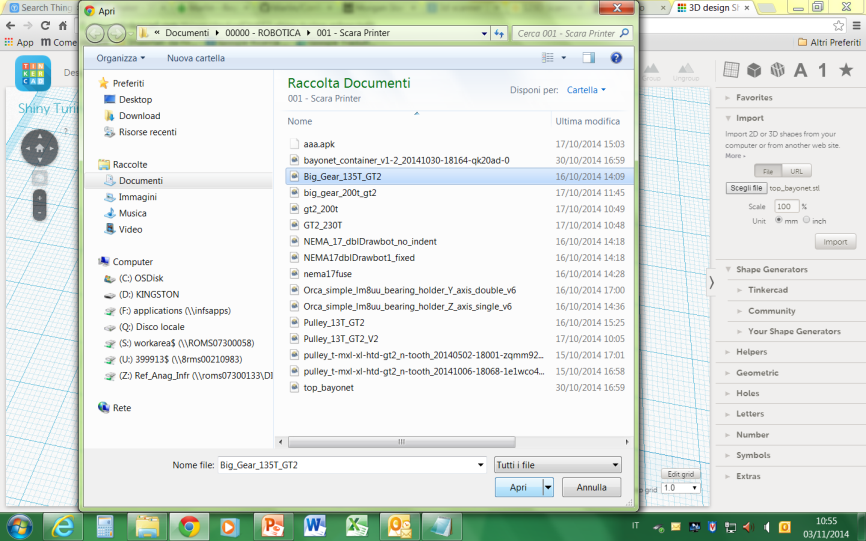 Search Thing
3D design S
Apri
« Documenti ▸ 00000 - ROBOTICA ▸ 001 - Scara Printer
Cerca 001 - Scara Printer
App
Come
Altri Preferiti
Organizza
Nuova cartella
TINKERCAD
Shiny Turi
Preferiti
Desktop
Download
Risorse recenti
Raccolte
Documenti
Immagini
Musica
Video
Computer
(C:) OSDisk
(D:) KINGSTON
(F:) applications (\\infsapps)
(Q:) Disco locale
(S:) workarea$ (\\ROMS07300058)
(U:) 399913$ (\\8rms00210983)
(Z:) Ref_Anag_Infr (\\roms07300133\DI
Rete
Raccolta Documenti
001 - Scara Printer
Disponi per: Cartella
Nome
Ultima modifica
aaa.apk 17/10/2014 15:03
bayonet_container_v1-2_20141030-18164-qk20ad-0 30/10/2014 16:59
Big_Gear_135T_GT2 16/10/2014 14:09
big_gear_200t_gt2 17/10/2014 11:45
gt2_200t 17/10/2014 10:49
GT2_230T 17/10/2014 10:48
NEMA_17_dblDrawbot_no_indent 16/10/2014 14:18
NEMA17dblDrawbot1_fixed 16/10/2014 14:18
nema17fuse 16/10/2014 14:28
Orca_simple_lm8uu_bearing_holder_Y_axis_double_v6 16/10/2014 17:00
Orca_simple_lm8uu_bearing_holder_Z_axis_single_v6 16/10/2014 14:36
Pulley_13T_GT2 16/10/2014 15:25
Pulley_13T_GT2_V2 17/10/2014 10:05
pulley_t-mxl-xl-htd-gt2_n-tooth_20140502-18001-zqmm92... 15/10/2014 17:01
pulley_t-mxl-xl-htd-gt2_n-tooth_20141006-18068-1e1wco4... 15/10/2014 16:58
top_bayonet 30/10/2014 16:59
Nome file: Big_Gear_135T_GT2
Tutti i file
Apri
Annulla
Group
Ungroup
Favorites
Import
Import 2D or 3D shapes from your
computer or from another web site.
More ›
File URL
Scegli file top_bayonet.stl
Scale 100 %
Unit mm inch
Import
Shape Generators
Tinkercad
Community
Your Shape Generators
Helpers
Geometric
Holes
Letters
Number
Symbols
Extras
Edit grid
grid 1.0
IT
10:55
03/11/2014